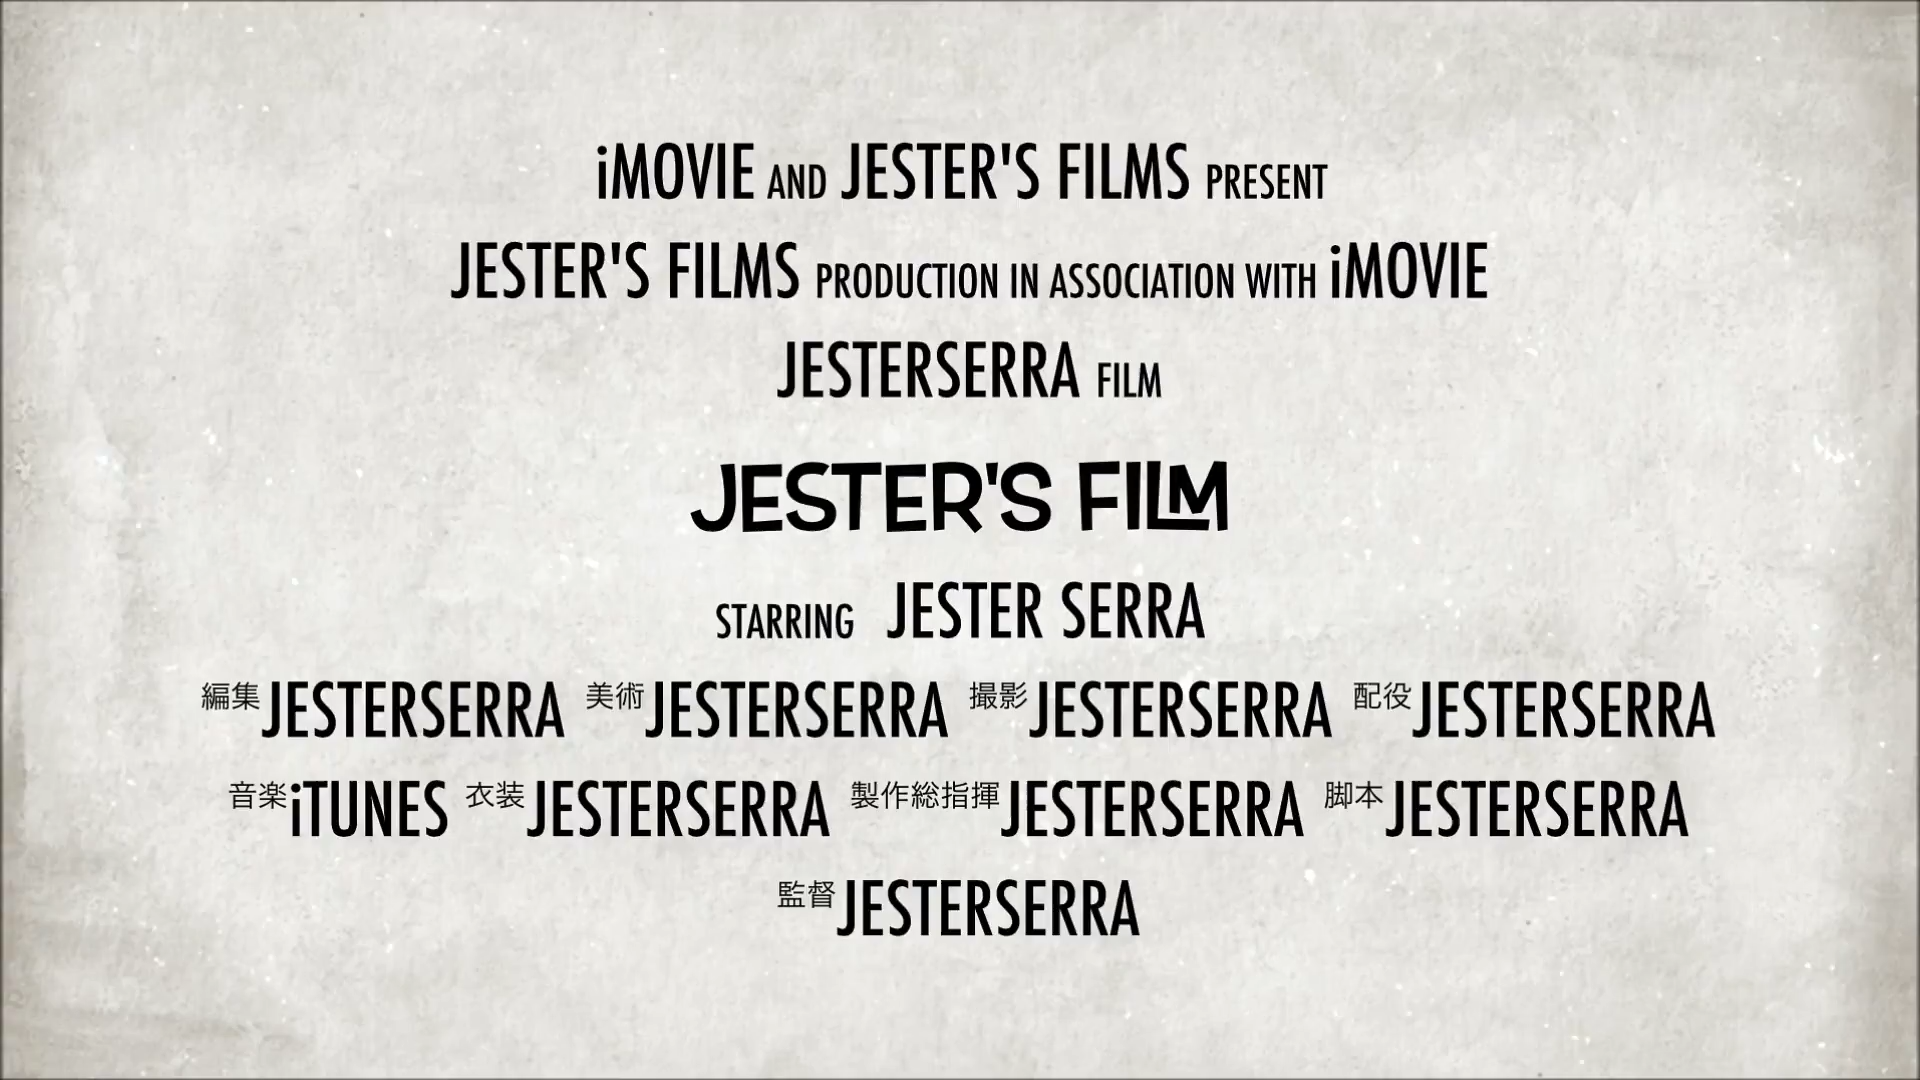 iMOVIE AND JESTER'S FILMS PRESENT
JESTER'S FILMS PRODUCTION IN ASSOCIATION WITH iMOVIE
JESTERSERRA FILM
JESTER'S FILM
STARRING JESTER SERRA
編集JESTERSERRA 美術JESTERSERRA 撮影JESTERSERRA 配役JESTERSERRA
音楽iTUNES 衣装JESTERSERRA 製作総指揮JESTERSERRA 脚本JESTERSERRA
監督JESTERSERRA